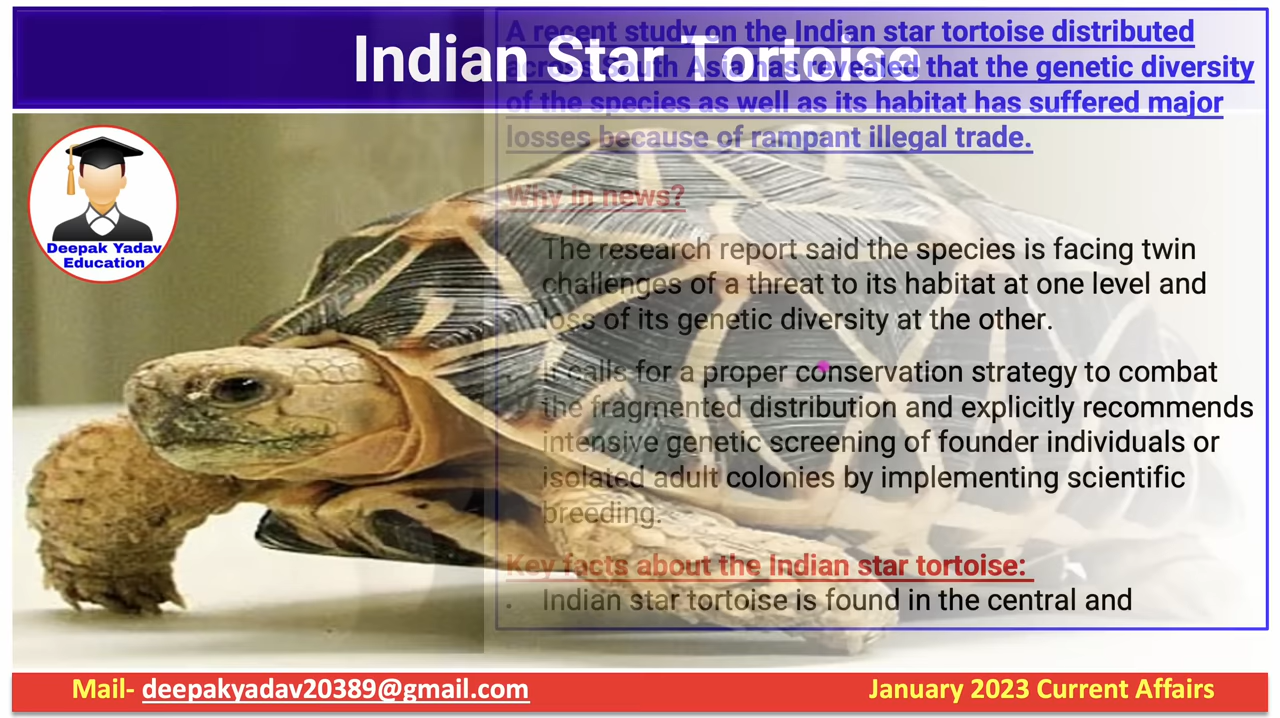 Indian Star Tortoise
A recent study on the Indian star tortoise distributed
across South Asia has revealed that the genetic diversity
of the species as well as its habitat has suffered major
losses because of rampant illegal trade.
Deepak Yadav
Education
Why in news?
The research report said the species is facing twin
challenges of a threat to its habitat at one level and
loss of its genetic diversity at the other.
It calls for a proper conservation strategy to combat
the fragmented distribution and explicitly recommends
intensive genetic screening of founder individuals or
isolated adult colonies by implementing scientific
breeding.
Key facts about the Indian star tortoise:
• Indian star tortoise is found in the central and
Mail- deepakyadav20389@gmail.com
January 2023 Current Affairs